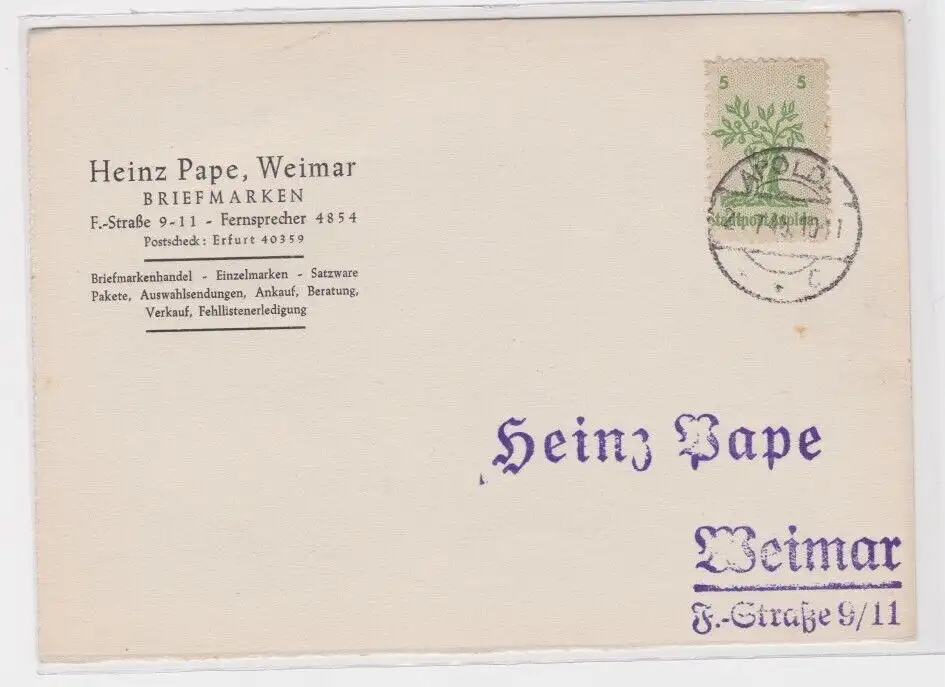 Heinz Pape, Weimar
BRIEFMARKEN
F.-Straße 9-11 - Fernsprecher 4854
Postscheck: Erfurt 40359
Briefmarkenhandel - Einzelmarken - Satzware
Pakete, Auswahlsendungen, Ankauf, Beratung,
Verkauf, Fehllistenerledigung
5 5
Stadtpost Apolda
APOLDA
c
Heinz Pape
Weimar
F.-Straße 9/11